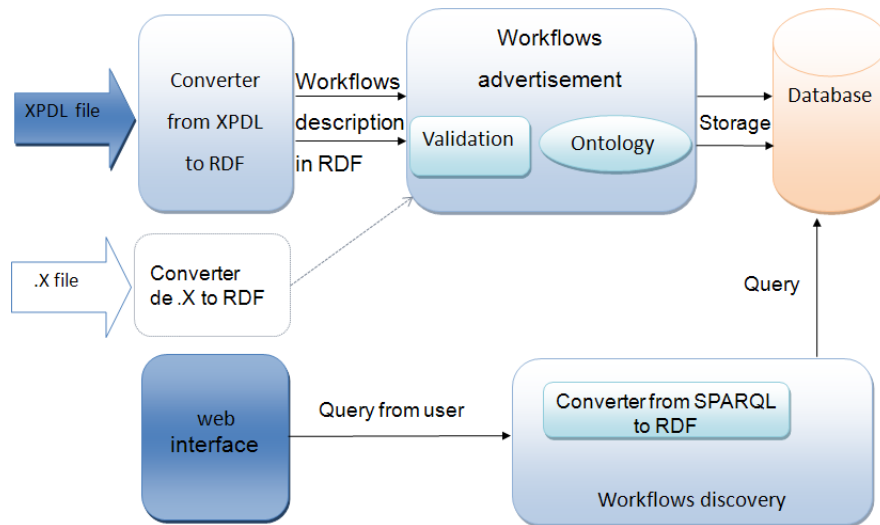 XPDL file
Converter
from XPDL
to RDF
Workflows
description
in RDF
Workflows
advertisement
Validation
Ontology
Storage
Database
.X file
Converter
de .X to RDF
Query
web
interface
Query from user
Converter from SPARQL
to RDF
Workflows discovery